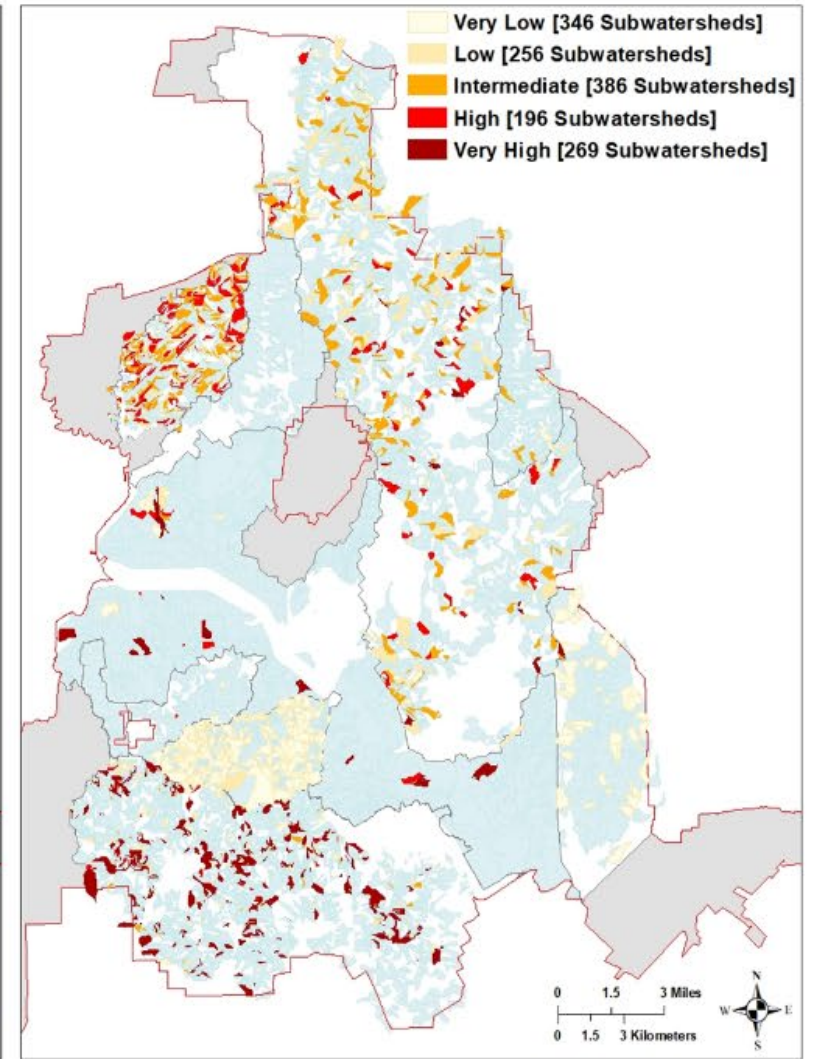 Very Low [346 Subwatersheds]
Low [256 Subwatersheds]
Intermediate [386 Subwatersheds]
High [196 Subwatersheds]
Very High [269 Subwatersheds]
0 1.5 3 Miles
0 1.5 3 Kilometers
N
W E
S